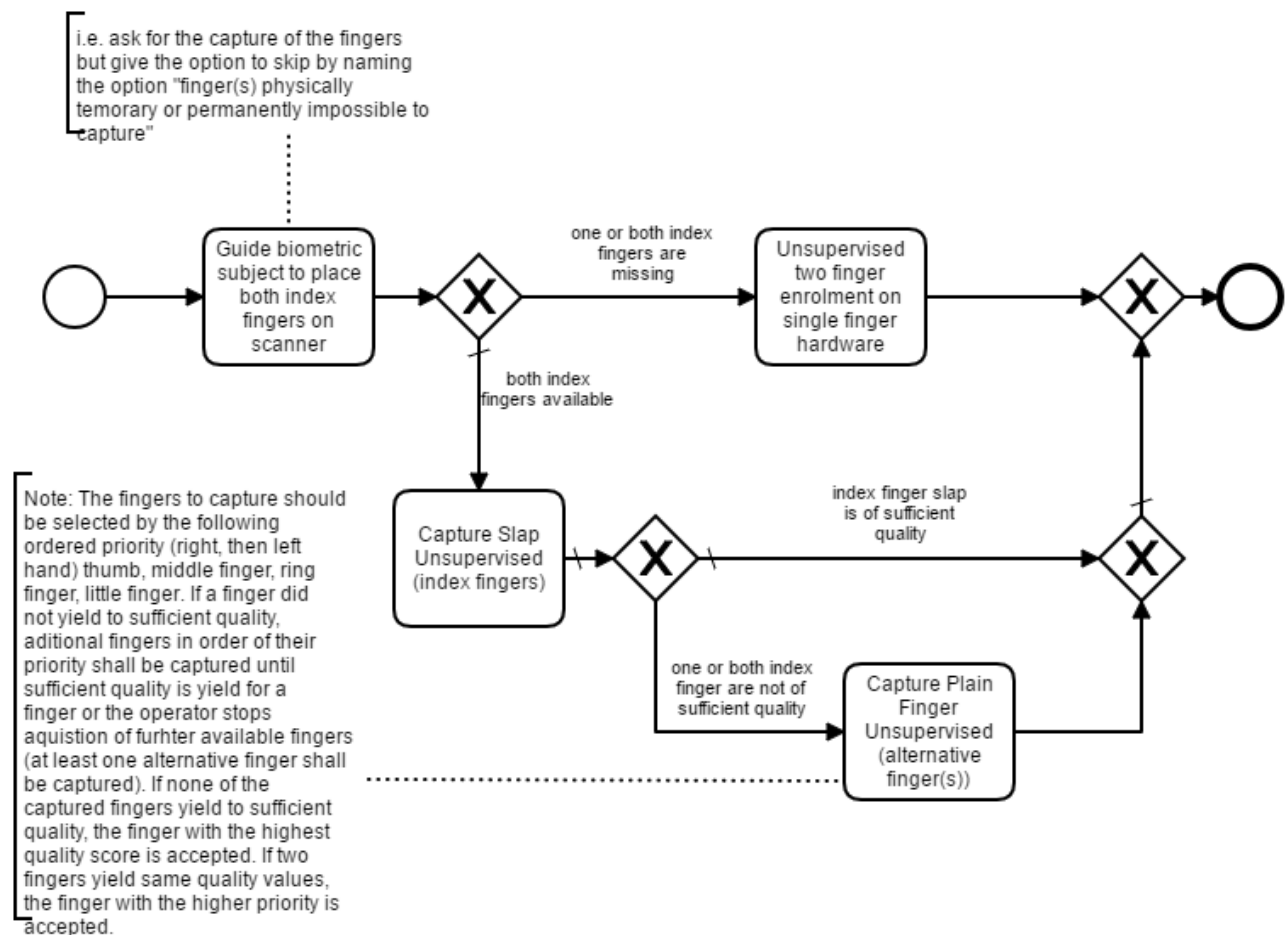 i.e. ask for the capture of the fingers
but give the option to skip by naming
the option "finger(s) physically
temorary or permanently impossible to
capture"
Guide biometric
subject to place
both index
fingers on
scanner
X
one or both index
fingers are
missing
Unsupervised
two finger
enrolment on
single finger
hardware
X
both index
fingers available
Note: The fingers to capture should
be selected by the following
ordered priority (right, then left
hand) thumb, middle finger, ring
finger, little finger. If a finger did
not yield to sufficient quality,
aditional fingers in order of their
priority shall be captured until
sufficient quality is yield for a
finger or the operator stops
aquistion of furhter available fingers
(at least one alternative finger shall
be captured). If none of the
captured fingers yield to sufficient
quality, the finger with the highest
quality score is accepted. If two
fingers yield same quality values,
the finger with the higher priority is
accepted.
Capture Slap
Unsupervised
(index fingers)
X
index finger slap
is of sufficient
quality
X
one or both index
finger are not of
sufficient quality
Capture Plain
Finger
Unsupervised
(alternative
finger(s))